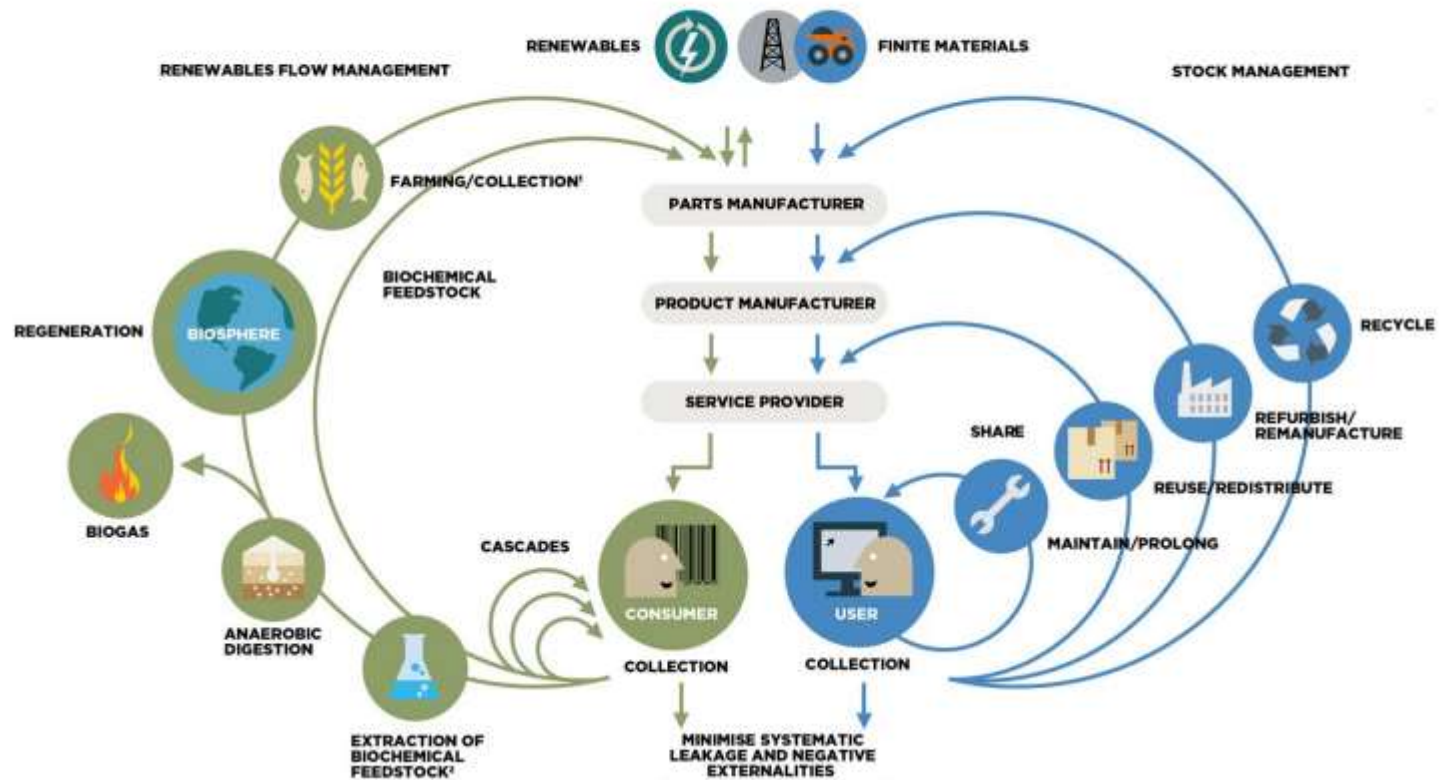 RENEWABLES
FINITE MATERIALS
RENEWABLES FLOW MANAGEMENT
STOCK MANAGEMENT
FARMING/COLLECTION¹
PARTS MANUFACTURER
BIOCHEMICAL
FEEDSTOCK
PRODUCT MANUFACTURER
REGENERATION
BIOSPHERE
RECYCLE
SERVICE PROVIDER
SHARE
REFURBISH/
REMANUFACTURE
REUSE/REDISTRIBUTE
BIOGAS
CASCADES
MAINTAIN/PROLONG
CONSUMER
USER
ANAEROBIC
DIGESTION
COLLECTION
COLLECTION
EXTRACTION OF
BIOCHEMICAL
FEEDSTOCK²
MINIMISE SYSTEMATIC
LEAKAGE AND NEGATIVE
EXTERNALITIES